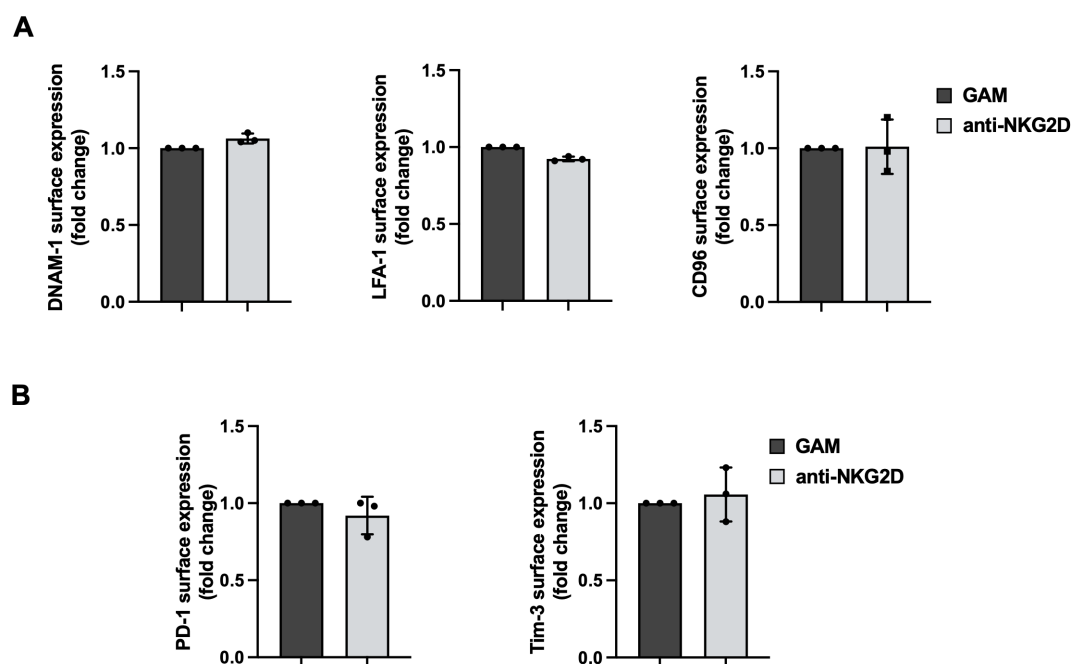 A
DNAM-1 surface expression
(fold change)
1.5
1.0
0.5
0.0
LFA-1 surface expression
(fold change)
1.5
1.0
0.5
0.0
CD96 surface expression
(fold change)
1.5
1.0
0.5
0.0
GAM
anti-NKG2D
B
PD-1 surface expression
(fold change)
1.5
1.0
0.5
0.0
Tim-3 surface expression
(fold change)
1.5
1.0
0.5
0.0
GAM
anti-NKG2D